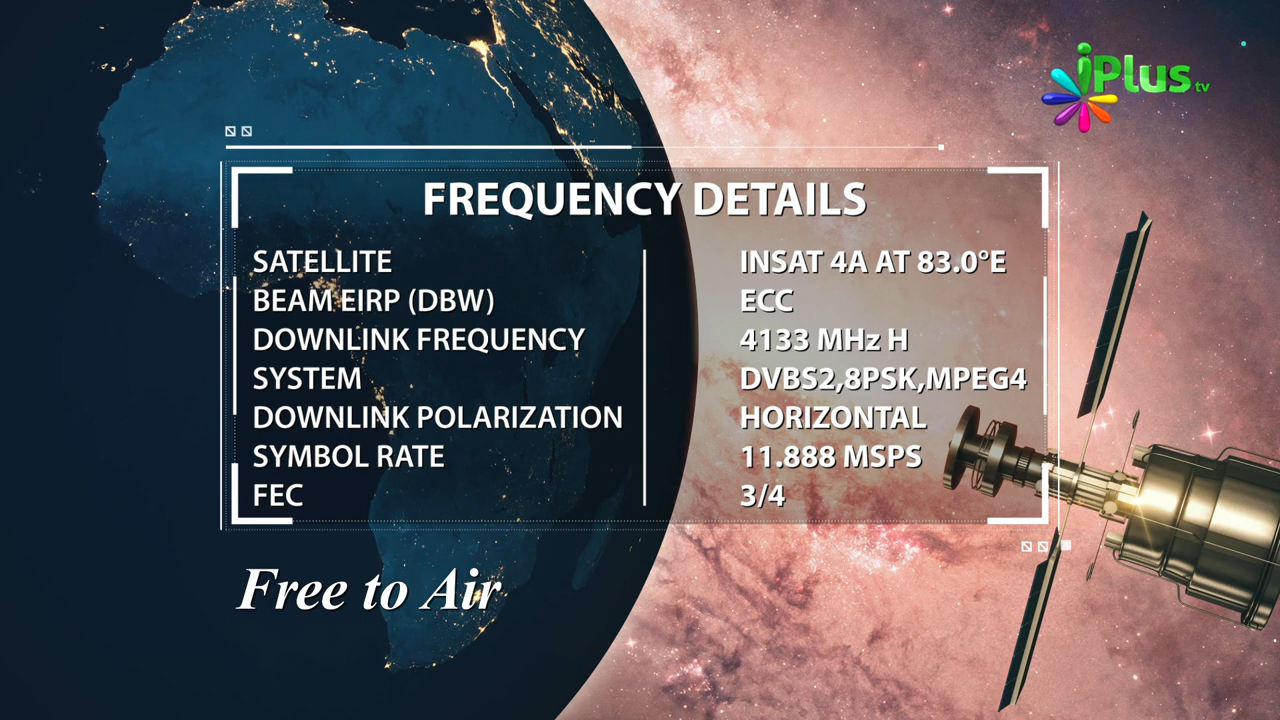 iPlus tv
FREQUENCY DETAILS
SATELLITE INSAT 4A AT 83.0°E
BEAM EIRP (DBW) ECC
DOWNLINK FREQUENCY 4133 MHz H
SYSTEM DVBS2,8PSK,MPEG4
DOWNLINK POLARIZATION HORIZONTAL
SYMBOL RATE 11.888 MSPS
FEC 3/4
Free to Air